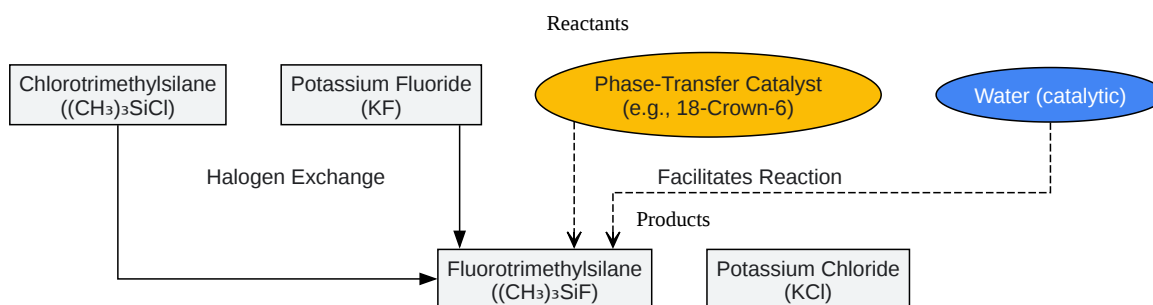 Reactants
Chlorotrimethylsilane
((CH₃)₃SiCl)
Potassium Fluoride
(KF)
Phase-Transfer Catalyst
(e.g., 18-Crown-6)
Water (catalytic)
Halogen Exchange
Facilitates Reaction
Products
Fluorotrimethylsilane
((CH₃)₃SiF)
Potassium Chloride
(KCl)